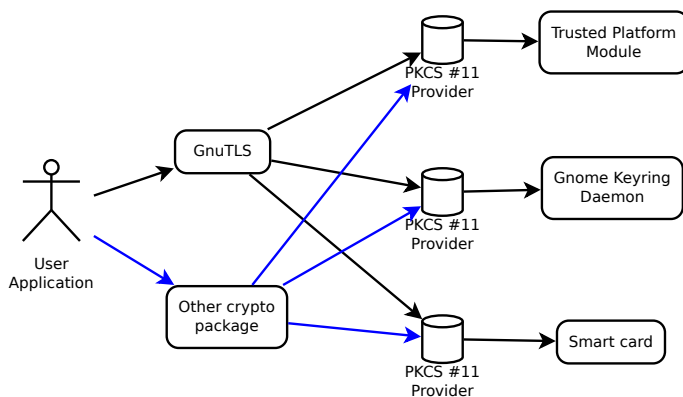 Trusted Platform
Module
PKCS #11
Provider
GnuTLS
Gnome Keyring
Daemon
PKCS #11
Provider
User
Application
Other crypto
package
Smart card
PKCS #11
Provider